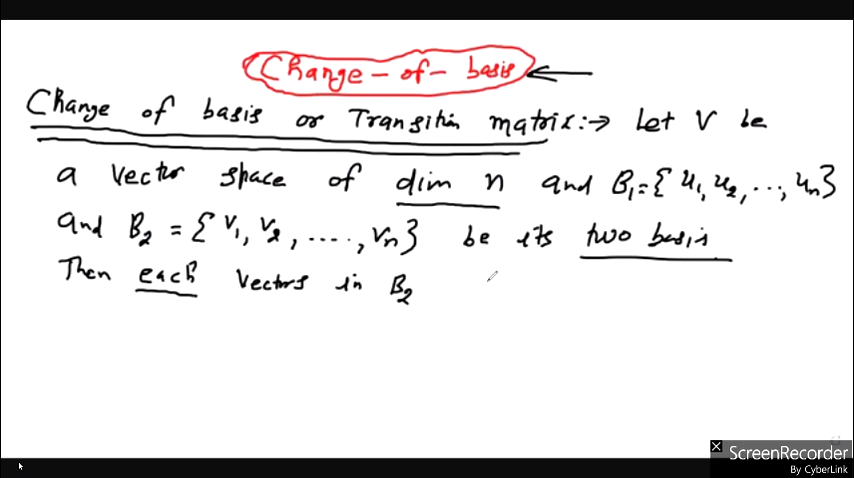 Change-of-basis
Change of basis or Transitin matrix:→ Let V be
a vector space of dim n and B₁={u₁,u₂,...,uₙ}
and B₂ = {v₁, v₂, ...., vₙ} be its two basis
Then each vectors in B₂
ScreenRecorder
By CyberLink